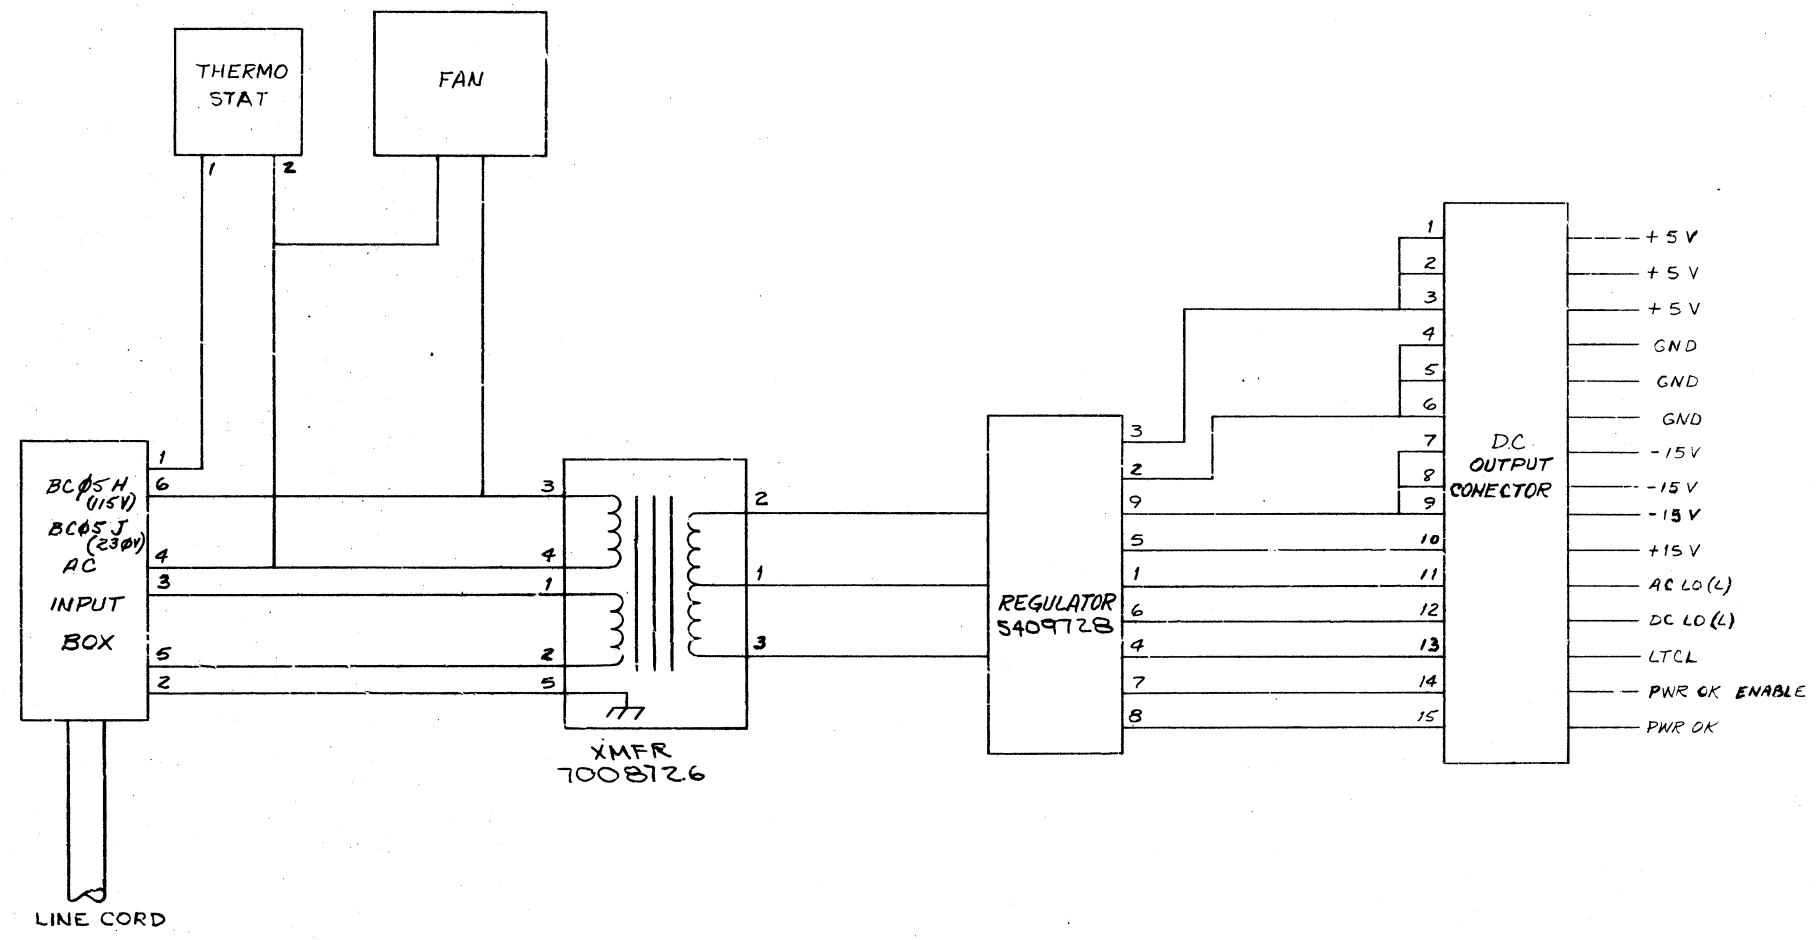 THERMO
STAT
1
2
FAN
BCØ5H
(115V)
BCØ5J
(23ØV)
AC
INPUT
BOX
1
6
4
3
5
2
LINE CORD
3
4
1
2
5
2
1
3
XMFR
7008726
REGULATOR
5409728
3
2
9
5
1
6
4
7
8
1
2
3
4
5
6
7
8
9
10
11
12
13
14
15
D.C
OUTPUT
CONECTOR
+5V
+5V
+5V
GND
GND
GND
-15V
-15V
-15V
+15V
AC LO(L)
DC LO(L)
LTCL
PWR OK ENABLE
PWR OK